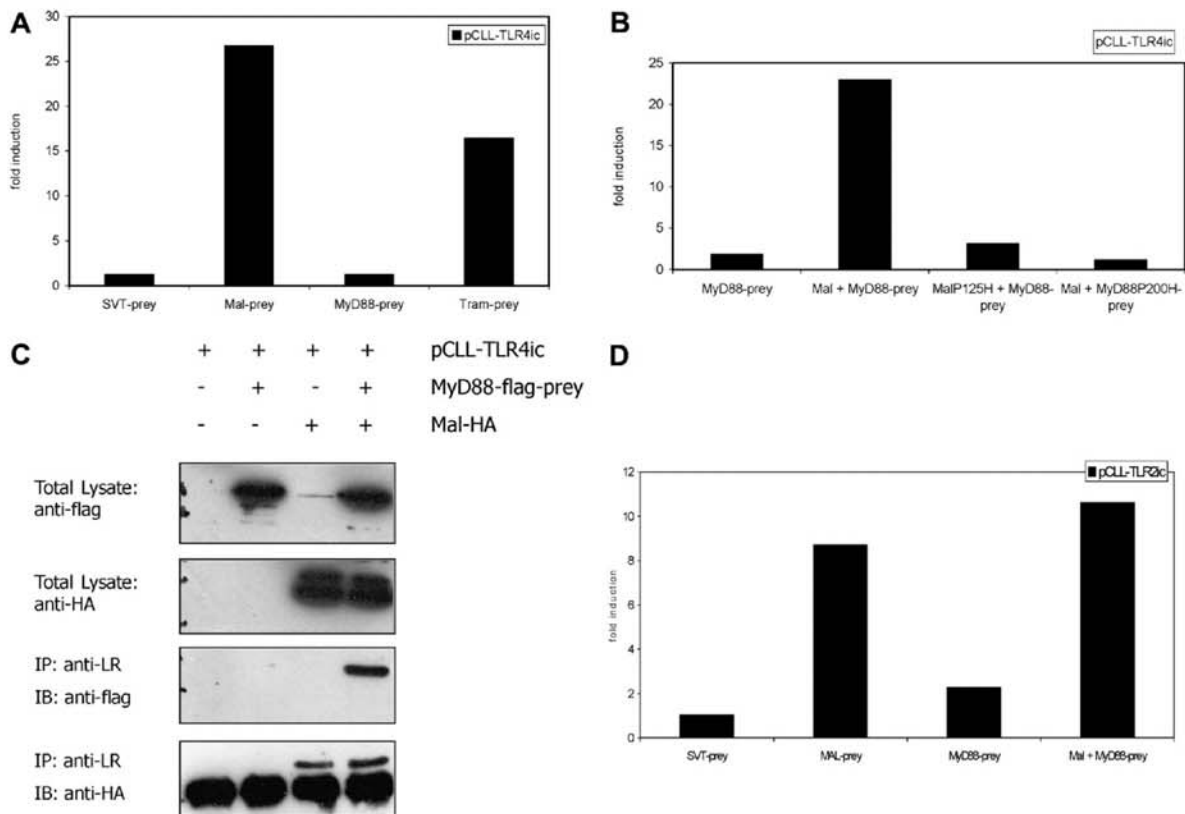 A
30
25
20
15
10
5
0
fold induction
pCLL-TLR4ic
SVT-prey
Mal-prey
MyD88-prey
Tram-prey
B
pCLL-TLR4ic
25
20
15
10
5
0
fold induction
MyD88-prey
Mal + MyD88-prey
MalP125H + MyD88-
prey
Mal + MyD88P200H-
prey
C
+ + + + pCLL-TLR4ic
- + - + MyD88-flag-prey
- - + + Mal-HA
Total Lysate:
anti-flag
Total Lysate:
anti-HA
IP: anti-LR
IB: anti-flag
IP: anti-LR
IB: anti-HA
D
12
10
8
6
4
2
0
fold induction
pCLL-TLR2ic
SVT-prey
MAL-prey
MyD88-prey
Mal + MyD88-prey